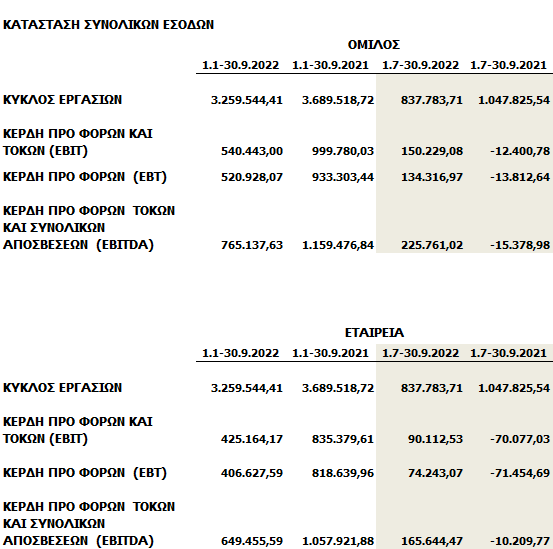 ΚΑΤΑΣΤΑΣΗ ΣΥΝΟΛΙΚΩΝ ΕΣΟΔΩΝ
ΟΜΙΛΟΣ
1.1-30.9.2022 1.1-30.9.2021 1.7-30.9.2022 1.7-30.9.2021
ΚΥΚΛΟΣ ΕΡΓΑΣΙΩΝ 3.259.544,41 3.689.518,72 837.783,71 1.047.825,54
ΚΕΡΔΗ ΠΡΟ ΦΟΡΩΝ ΚΑΙ
ΤΟΚΩΝ (EBIT) 540.443,00 999.780,03 150.229,08 -12.400,78
ΚΕΡΔΗ ΠΡΟ ΦΟΡΩΝ (EBT) 520.928,07 933.303,44 134.316,97 -13.812,64
ΚΕΡΔΗ ΠΡΟ ΦΟΡΩΝ ΤΟΚΩΝ
ΚΑΙ ΣΥΝΟΛΙΚΩΝ
ΑΠΟΣΒΕΣΕΩΝ (EBITDA) 765.137,63 1.159.476,84 225.761,02 -15.378,98
ΕΤΑΙΡΕΙΑ
1.1-30.9.2022 1.1-30.9.2021 1.7-30.9.2022 1.7-30.9.2021
ΚΥΚΛΟΣ ΕΡΓΑΣΙΩΝ 3.259.544,41 3.689.518,72 837.783,71 1.047.825,54
ΚΕΡΔΗ ΠΡΟ ΦΟΡΩΝ ΚΑΙ
ΤΟΚΩΝ (EBIT) 425.164,17 835.379,61 90.112,53 -70.077,03
ΚΕΡΔΗ ΠΡΟ ΦΟΡΩΝ (EBT) 406.627,59 818.639,96 74.243,07 -71.454,69
ΚΕΡΔΗ ΠΡΟ ΦΟΡΩΝ ΤΟΚΩΝ
ΚΑΙ ΣΥΝΟΛΙΚΩΝ
ΑΠΟΣΒΕΣΕΩΝ (EBITDA) 649.455,59 1.057.921,88 165.644,47 -10.209,77